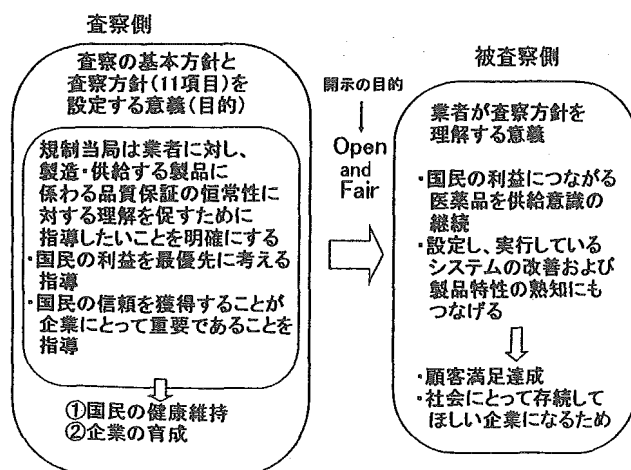 査察側
査察の基本方針と
査察方針(11項目)を
設定する意義(目的)
規制当局は業者に対し、
製造・供給する製品に
係わる品質保証の恒常性に
対する理解を促すために
指導したいことを明確にする
・国民の利益を最優先に考える
指導
・国民の信頼を獲得することが
企業にとって重要であることを
指導
①国民の健康維持
②企業の育成
開示の目的
Open
and
Fair
被査察側
業者が査察方針を
理解する意義
・国民の利益につながる
医薬品を供給意識の
継続
・設定し、実行している
システムの改善および
製品特性の熟知にも
つなげる
・顧客満足達成
・社会にとって存続して
ほしい企業になるため